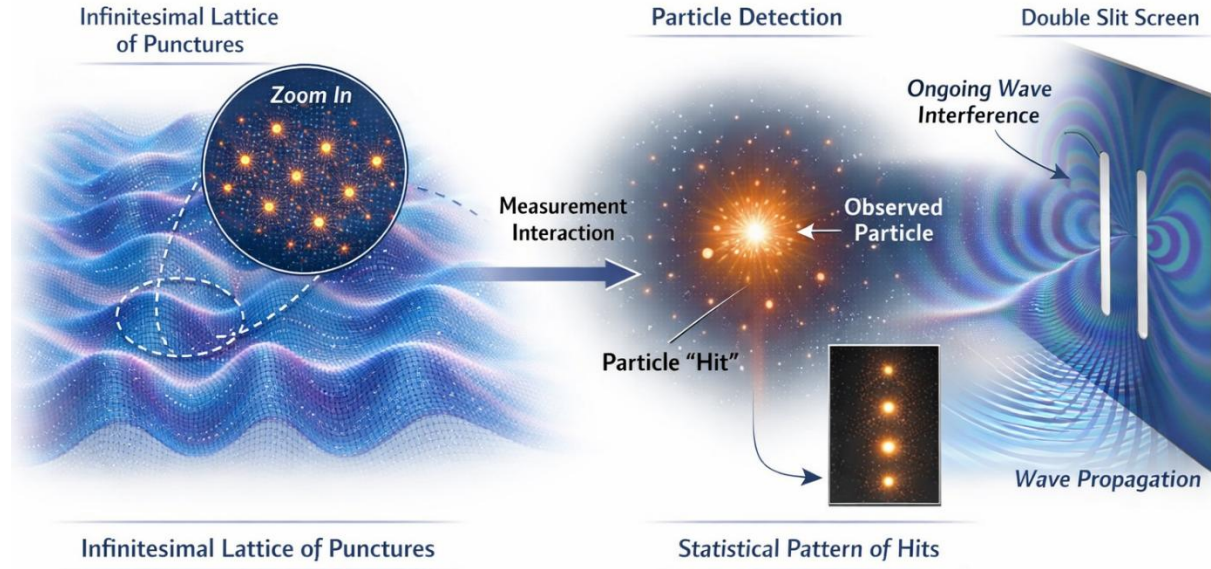 Infinitesimal Lattice
of Punctures
Particle Detection
Double Slit Screen
Zoom In
Ongoing Wave
Interference
Measurement
Interaction
Observed
Particle
Particle “Hit”
Wave Propagation
Infinitesimal Lattice of Punctures
Statistical Pattern of Hits